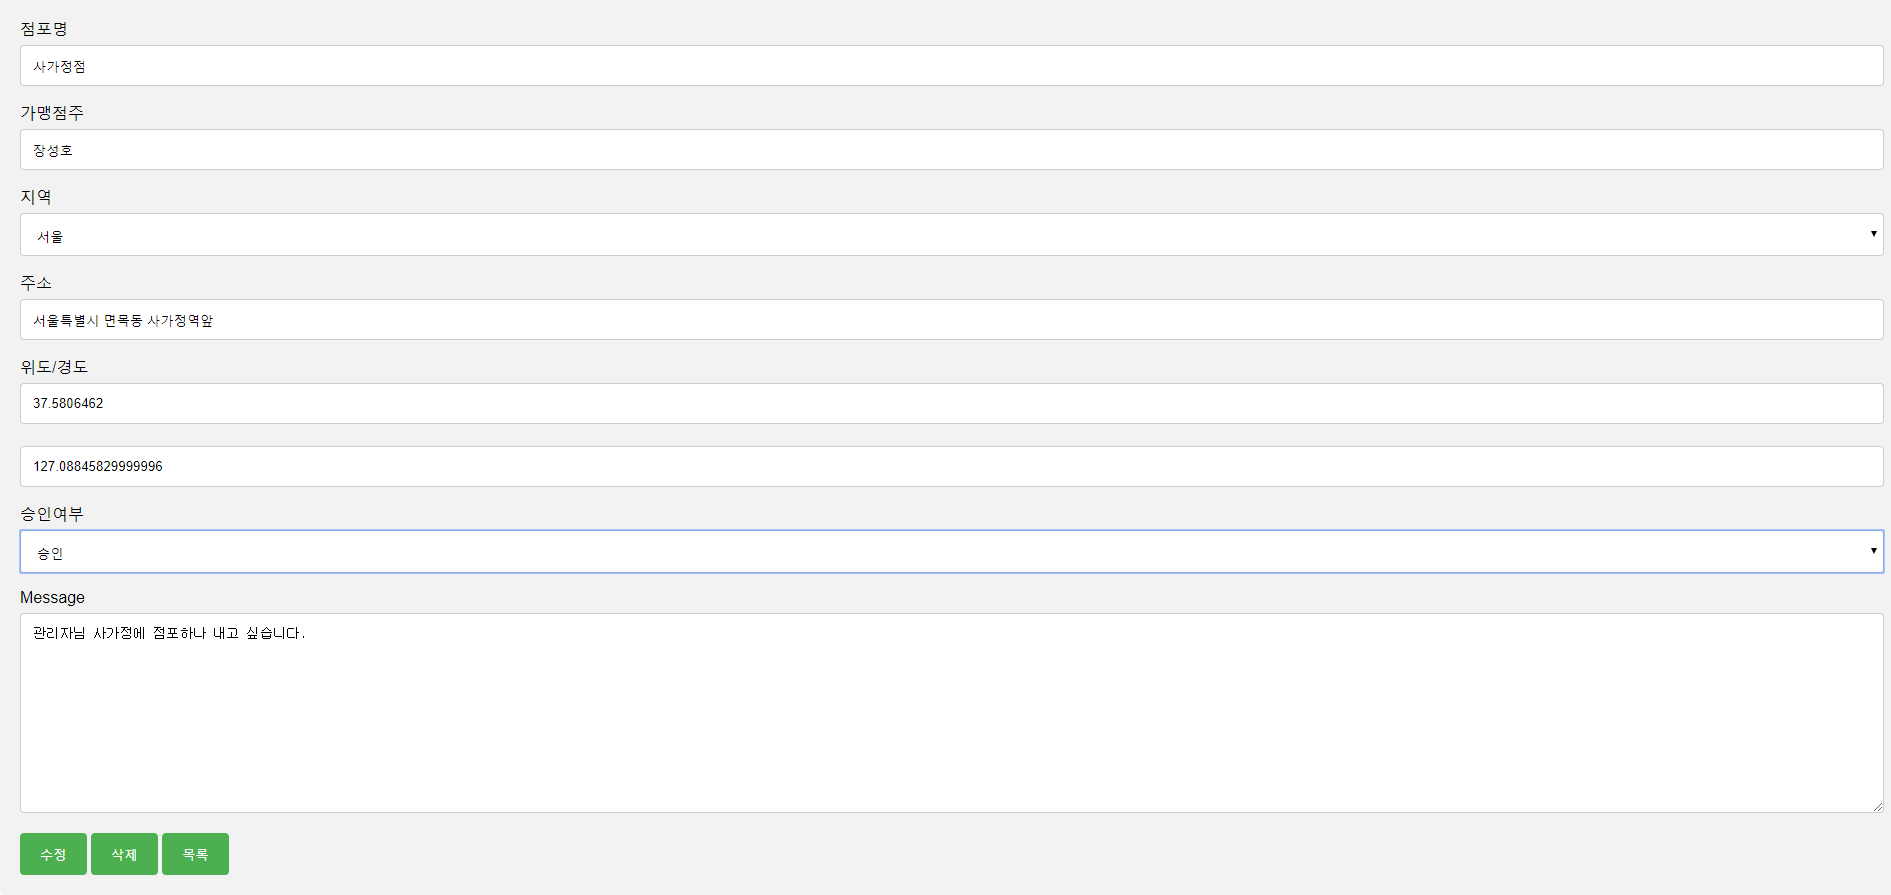 점포명
사가정점
가맹점주
장성호
지역
서울
주소
서울특별시 면목동 사가정역앞
위도/경도
37.5806462
127.08845829999996
승인여부
승인
Message
관리자님 사가정에 점포하나 내고 싶습니다.
수정 삭제 목록